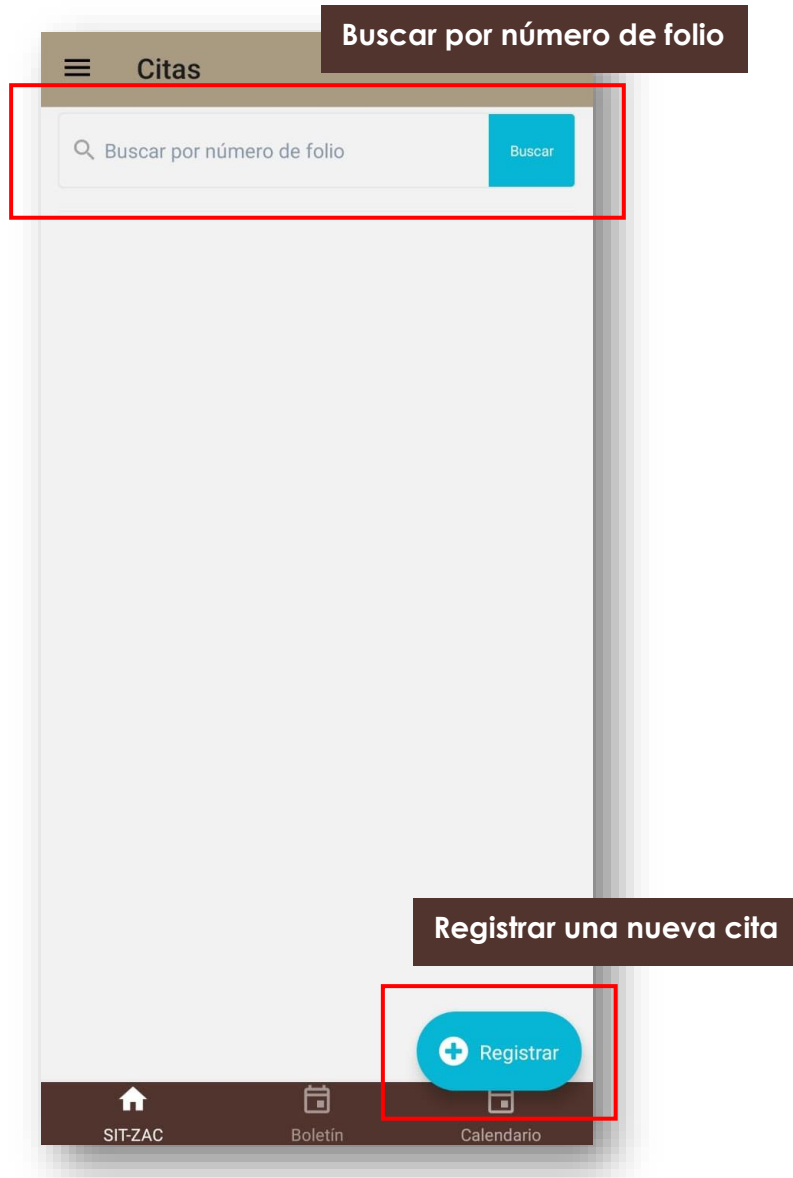 Buscar por número de folio
Citas
Buscar por número de folio
Buscar
Registrar una nueva cita
Registrar
SIT-ZAC
Boletín
Calendario